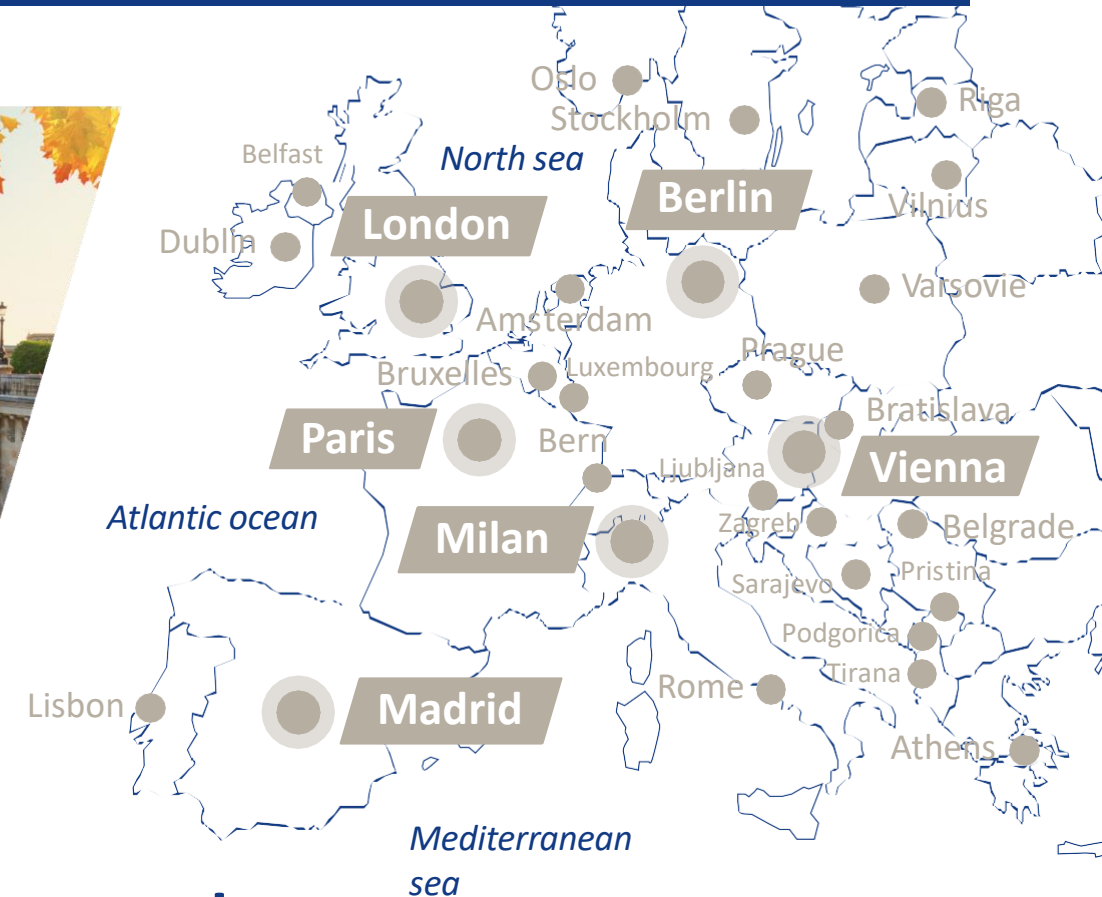 Oslo
Riga
Stockholm
Belfast
North sea
Berlin
London
Vilnius
Dublin
Varsovie
Amsterdam
Prague
Bruxelles
Luxembourg
Bratislava
Paris
Bern
Ljubljana
Vienna
Atlantic ocean
Milan
Zagreb
Belgrade
Sarajevo
Pristina
Podgorica
Tirana
Rome
Lisbon
Madrid
Athens
Mediterranean
sea